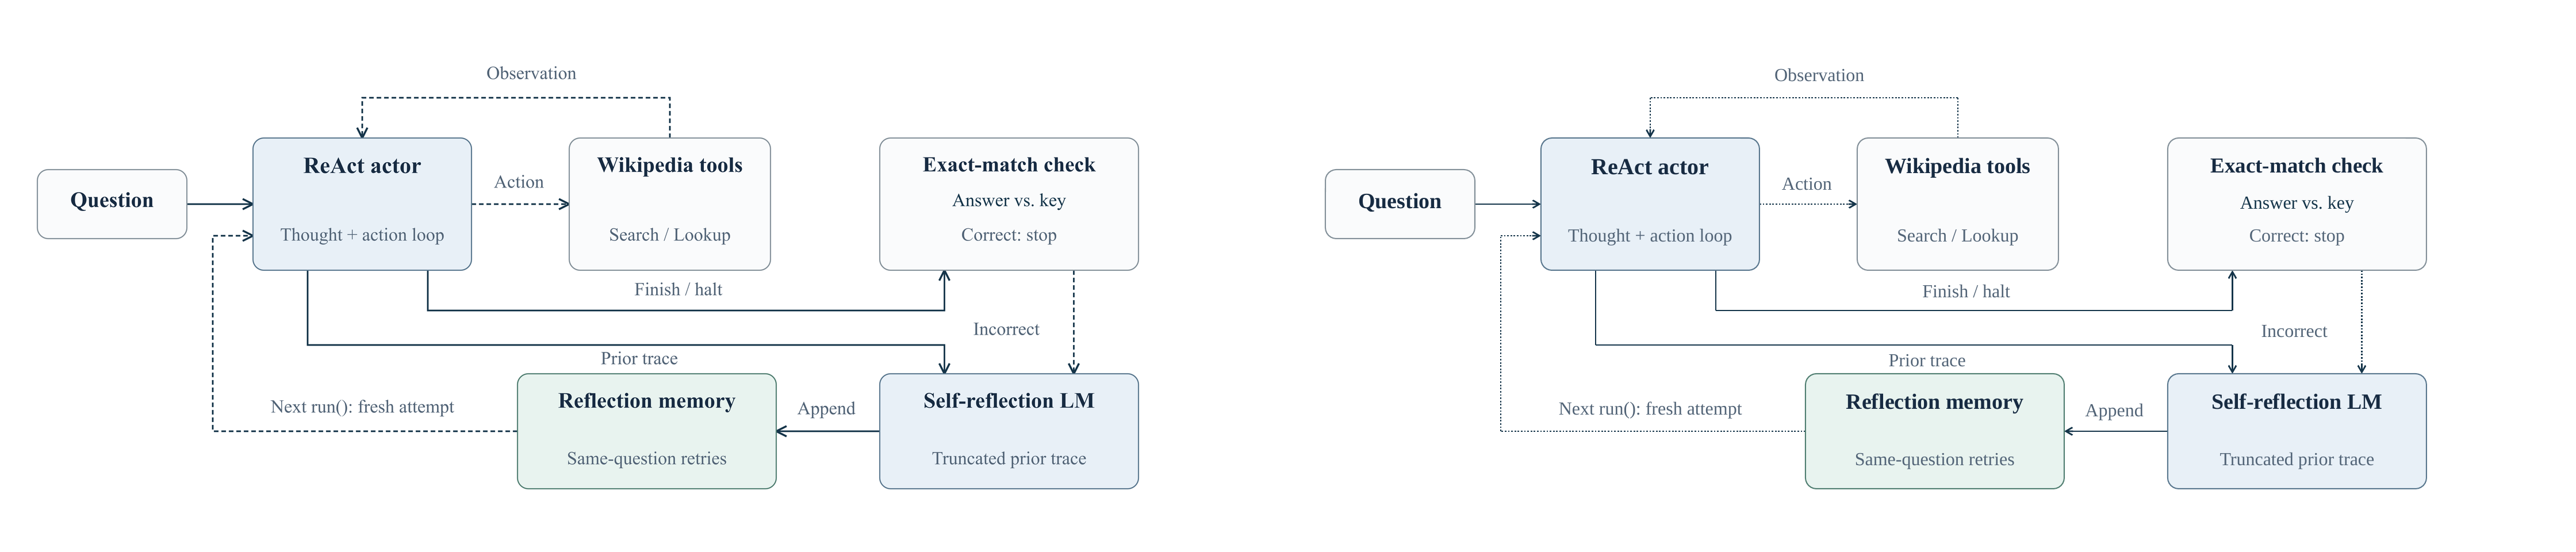 Observation
ReAct actor
Wikipedia tools
Exact-match check
Question
Action
Answer vs. key
Thought + action loop
Search / Lookup
Correct: stop
Finish / halt
Incorrect
Prior trace
Reflection memory
Self-reflection LM
Next run(): fresh attempt
Append
Same-question retries
Truncated prior trace
Observation
ReAct actor
Wikipedia tools
Exact-match check
Question
Action
Answer vs. key
Thought + action loop
Search / Lookup
Correct: stop
Finish / halt
Incorrect
Prior trace
Reflection memory
Self-reflection LM
Next run(): fresh attempt
Append
Same-question retries
Truncated prior trace